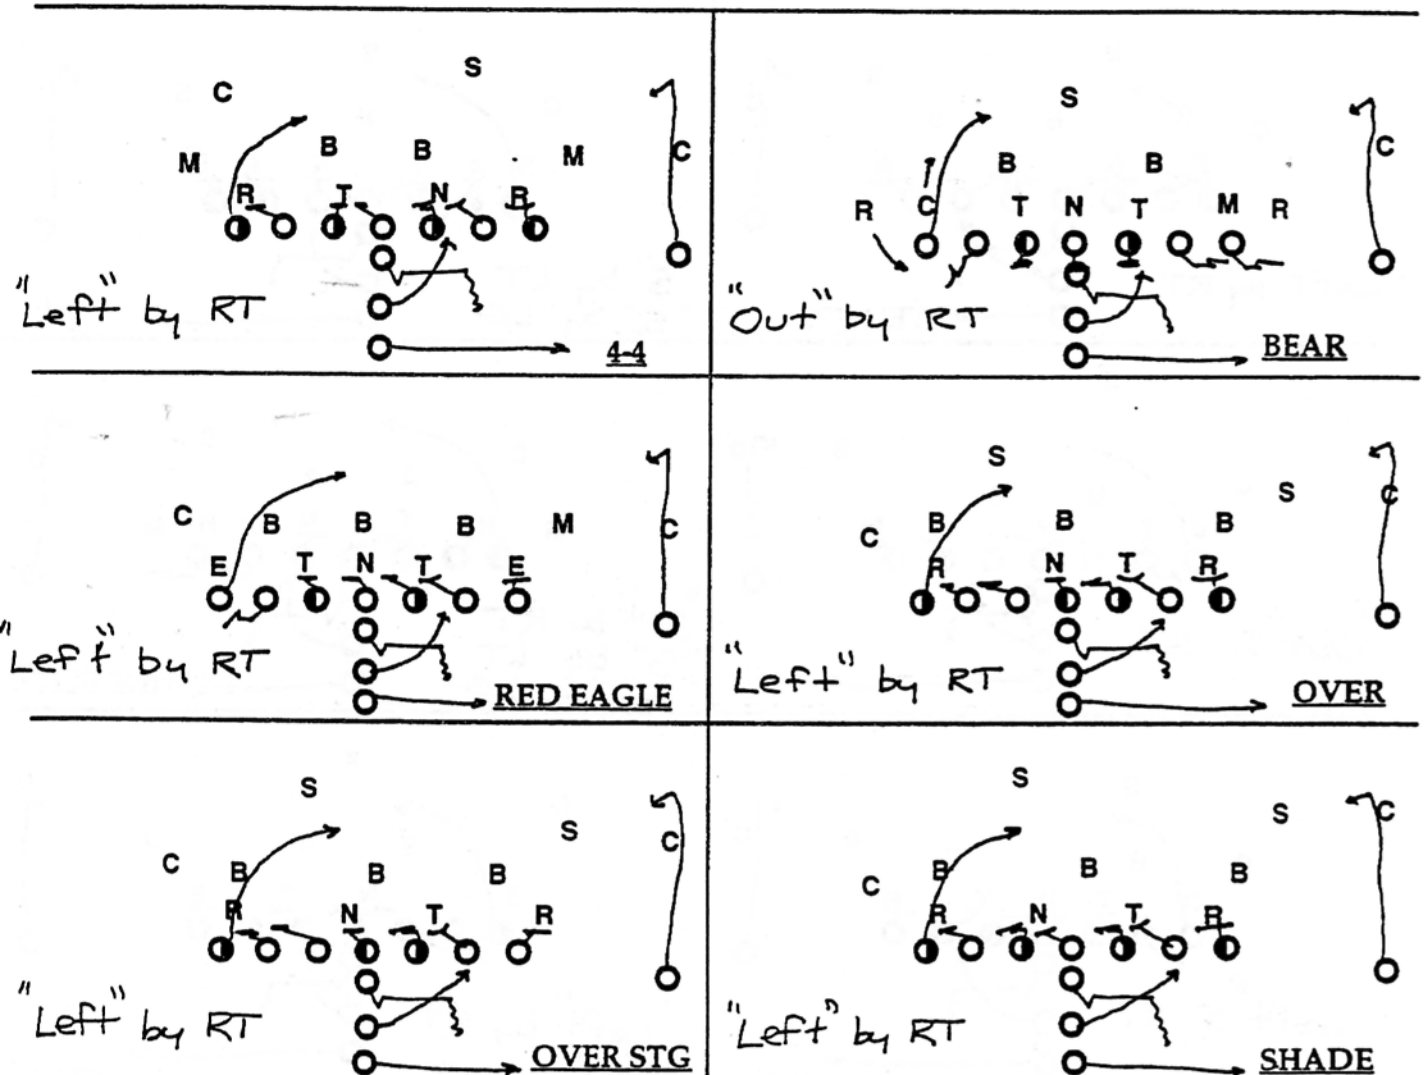 S
C
M B B M C
R T N R
"Left" by RT
4-4
S
C
B B
R C T N T M R
"Out" by RT
BEAR
C B B B M C
E T N T E
"Left" by RT
RED EAGLE
S
S C
C B B B
R N T R
"Left" by RT
OVER
S
S C
C B B B
R N T R
"Left" by RT
OVER STG
S
S C
C B B B
R N T R
"Left" by RT
SHADE